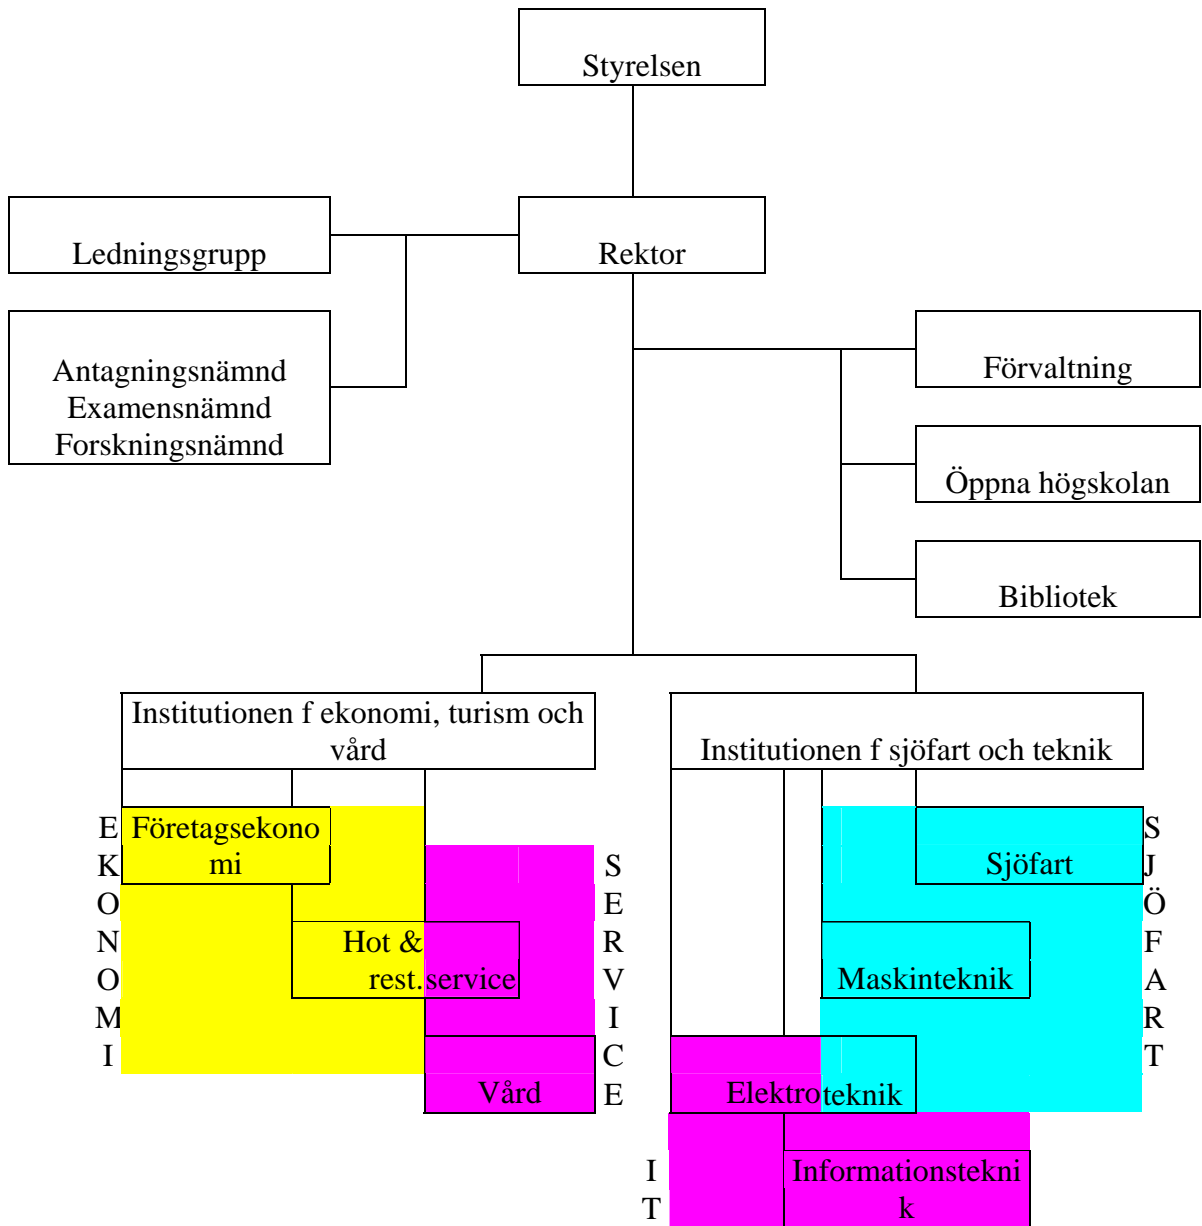 Styrelsen
Ledningsgrupp
Rektor
Antagningsnämnd
Examensnämnd
Forskningsnämnd
Förvaltning
Öppna högskolan
Bibliotek
Institutionen f ekonomi, turism och
vård
Institutionen f sjöfart och teknik
E
K
O
N
O
M
I
Företagsekono
mi
Hot &
rest.service
Vård
S
E
R
V
I
C
E
Sjöfart
Maskinteknik
Elektroteknik
S
J
Ö
F
A
R
T
I
T
Informationstekni
k